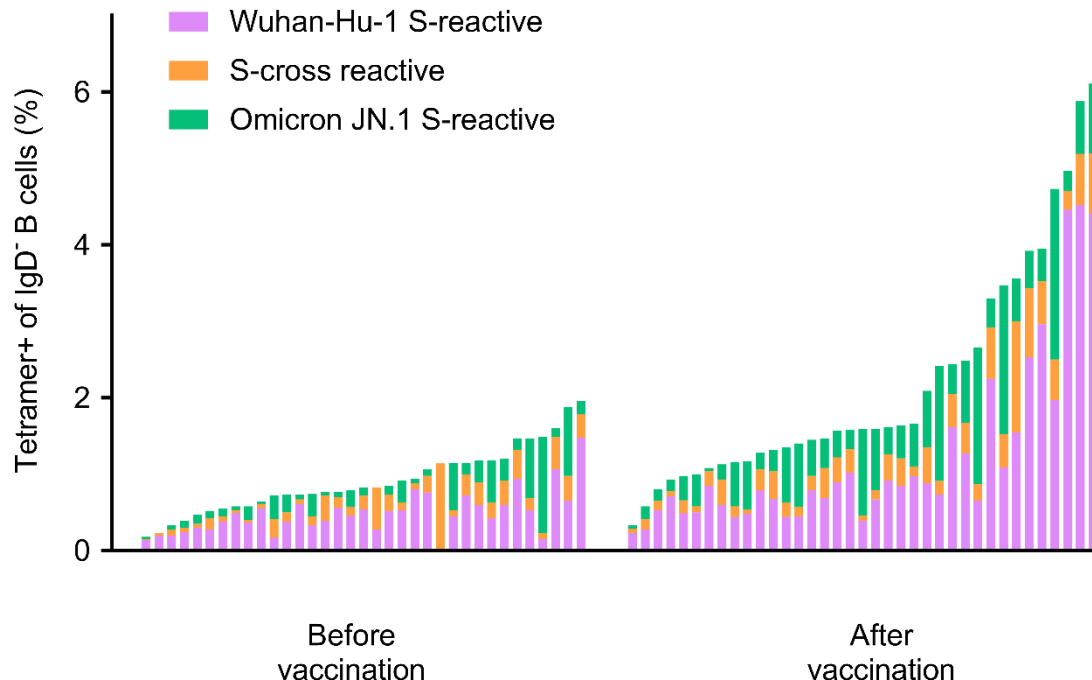 Wuhan-Hu-1 S-reactive
S-cross reactive
Omicron JN.1 S-reactive
Tetramer+ of IgD⁻ B cells (%)
6
4
2
0
Before
vaccination
After
vaccination